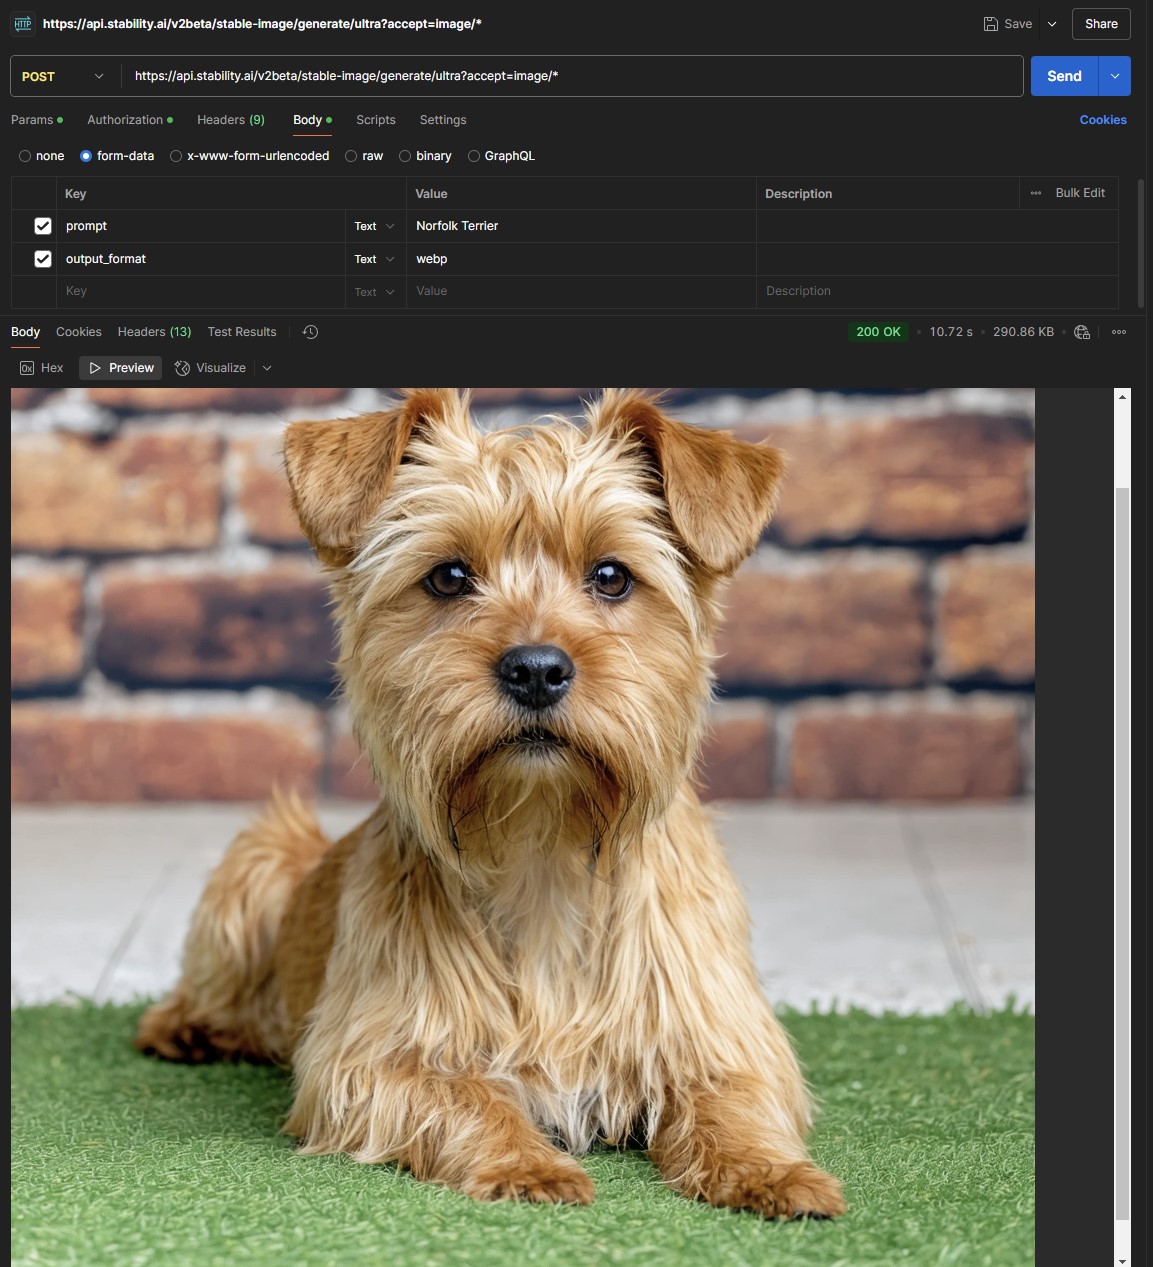 HTTP https://api.stability.ai/v2beta/stable-image/generate/ultra?accept=image/* Save Share
POST https://api.stability.ai/v2beta/stable-image/generate/ultra?accept=image/* Send
Params Authorization Headers (9) Body Scripts Settings Cookies
none form-data x-www-form-urlencoded raw binary GraphQL
Key Value Description Bulk Edit
prompt Text Norfolk Terrier
output_format Text webp
Key Text Value Description
Body Cookies Headers (13) Test Results 200 OK • 10.72 s • 290.86 KB •
0x Hex Preview Visualize